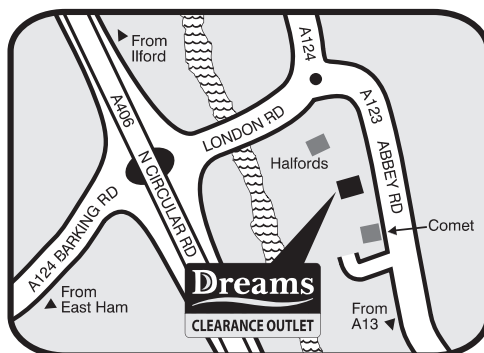 From
Ilford
A124
A406
LONDON RD
A123
ABBEY RD
Halfords
N CIRCULAR RD
A124 BARKING RD
Comet
From
East Ham
Dreams
CLEARANCE OUTLET
From
A13